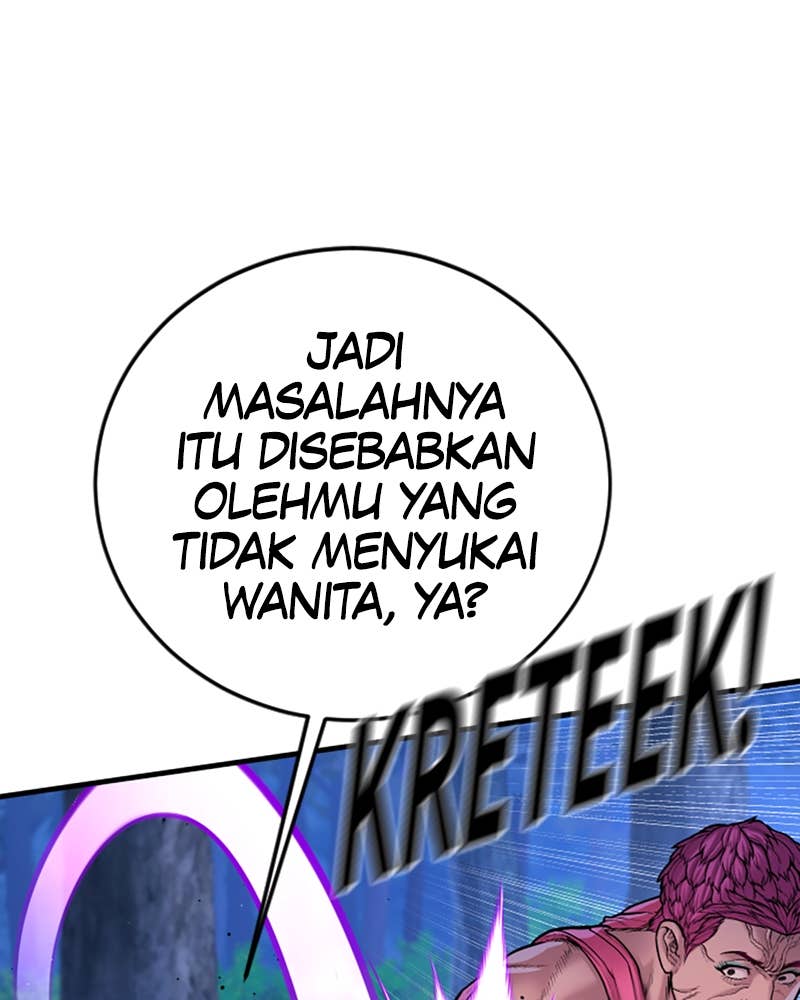 JADI
MASALAHNYA
ITU DISEBABKAN
OLEHMU YANG
TIDAK MENYUKAI
WANITA, YA?
KRETEEK!